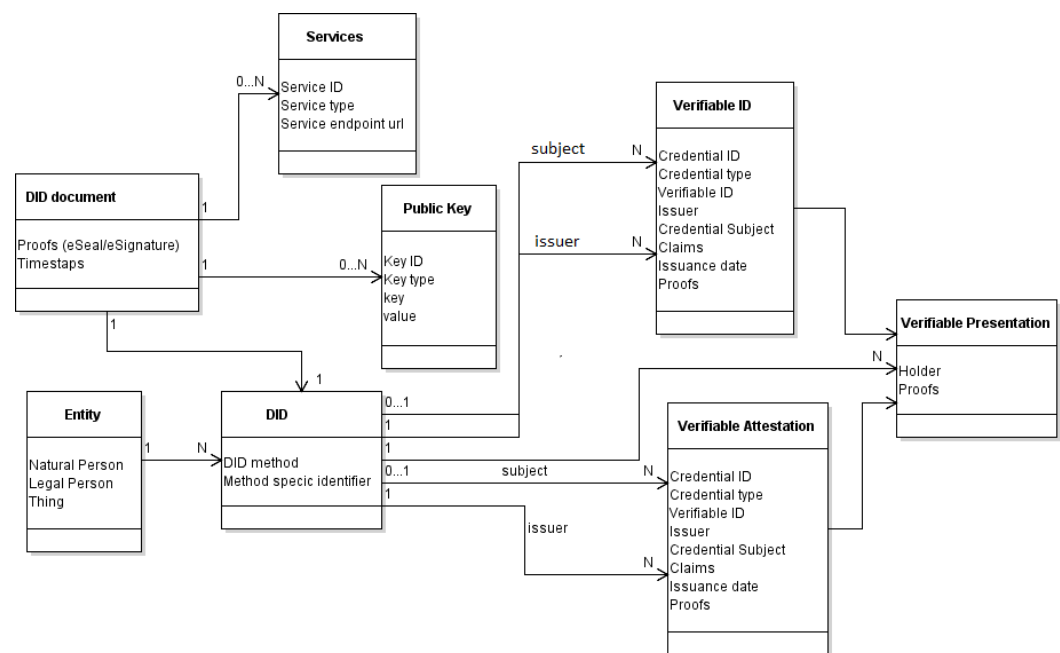 Services
Service ID
Service type
Service endpoint url
0...N
DID document
Proofs (eSeal/eSignature)
Timestaps
1
1
1
Public Key
Key ID
Key type
key
value
0...N
subject
N
issuer
N
Verifiable ID
Credential ID
Credential type
Verifiable ID
Issuer
Credential Subject
Claims
Issuance date
Proofs
Verifiable Presentation
Holder
Proofs
N
Entity
Natural Person
Legal Person
Thing
1
N
1
DID
DID method
Method specic identifier
0...1
1
1
0...1
subject
N
1
issuer
N
Verifiable Attestation
Credential ID
Credential type
Verifiable ID
Issuer
Credential Subject
Claims
Issuance date
Proofs